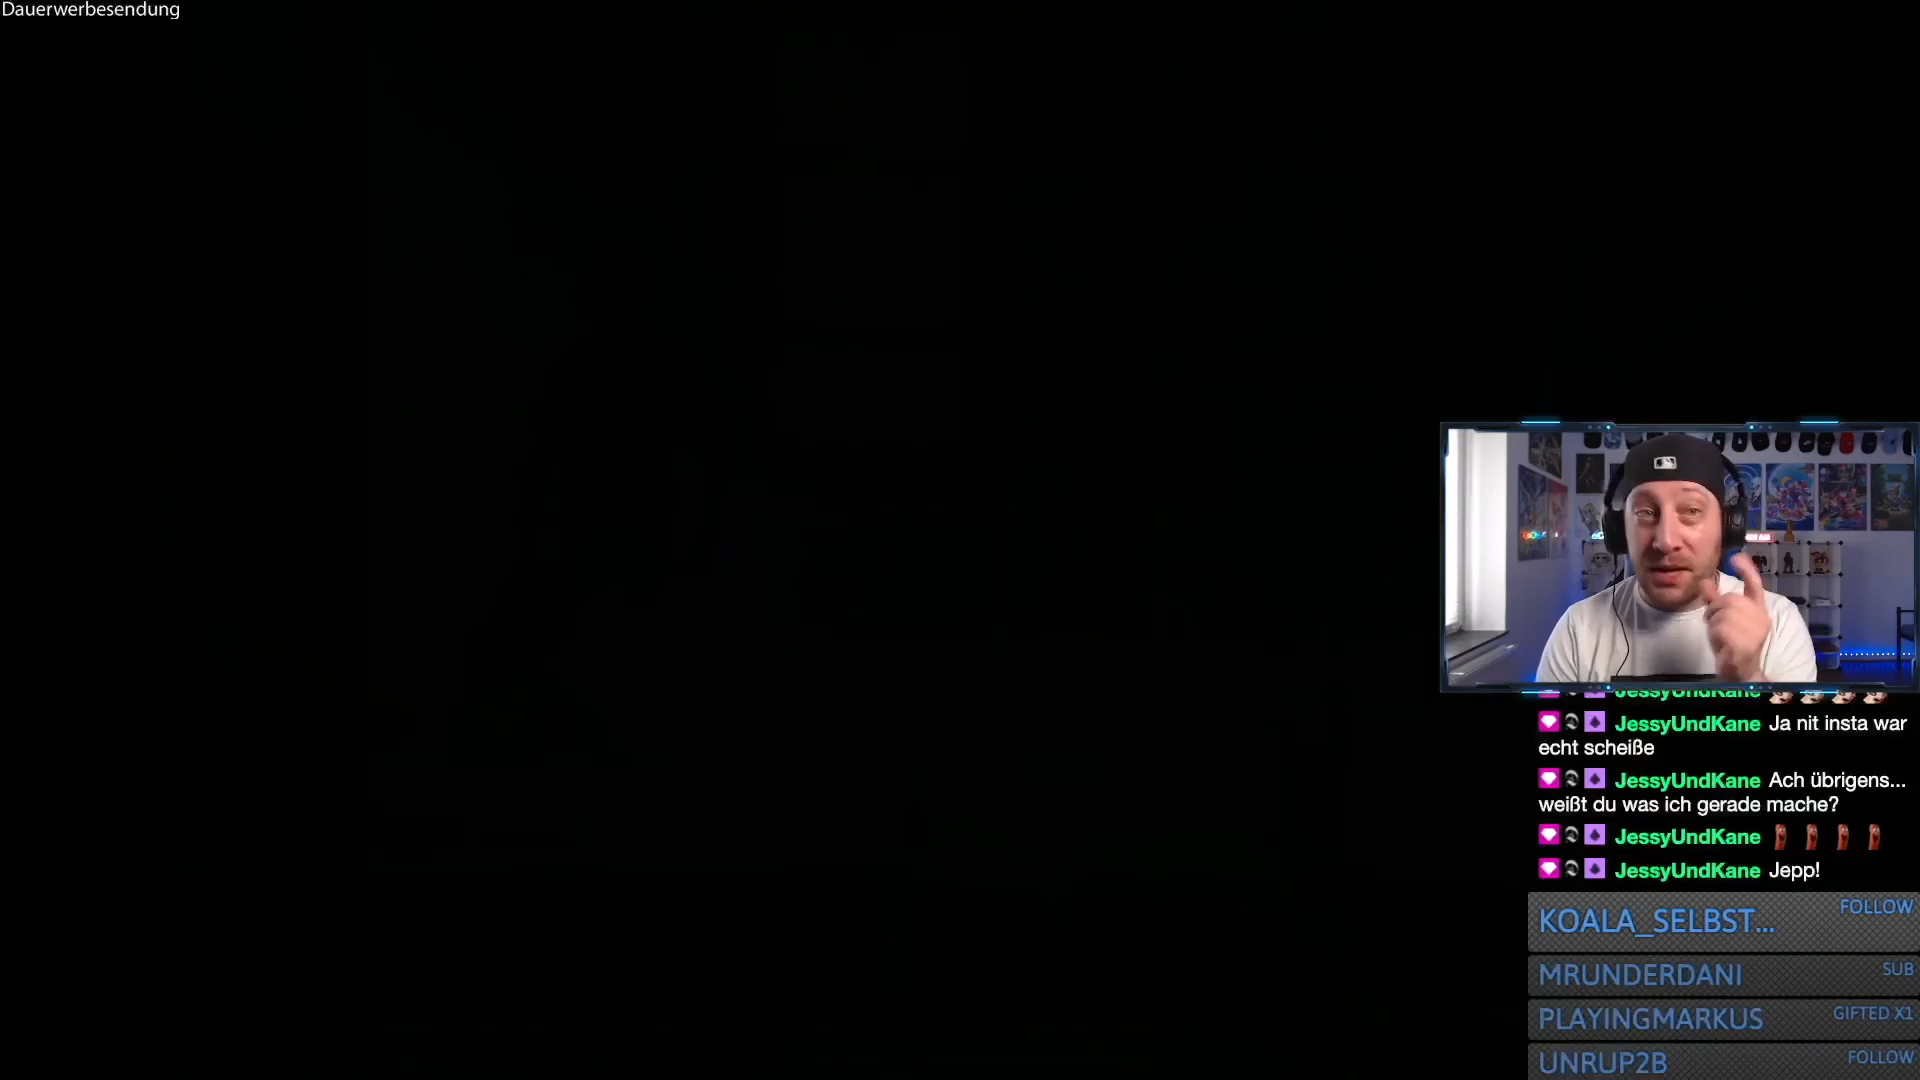 Dauerwerbesendung
JessyUndKane
JessyUndKane Ja nit insta war
echt scheiße
JessyUndKane Ach übrigens...
weißt du was ich gerade mache?
JessyUndKane
JessyUndKane Jepp!
KOALA_SELBST... FOLLOW
MRUNDERDANI SUB
PLAYINGMARKUS GIFTED X1
UNRUP2B FOLLOW